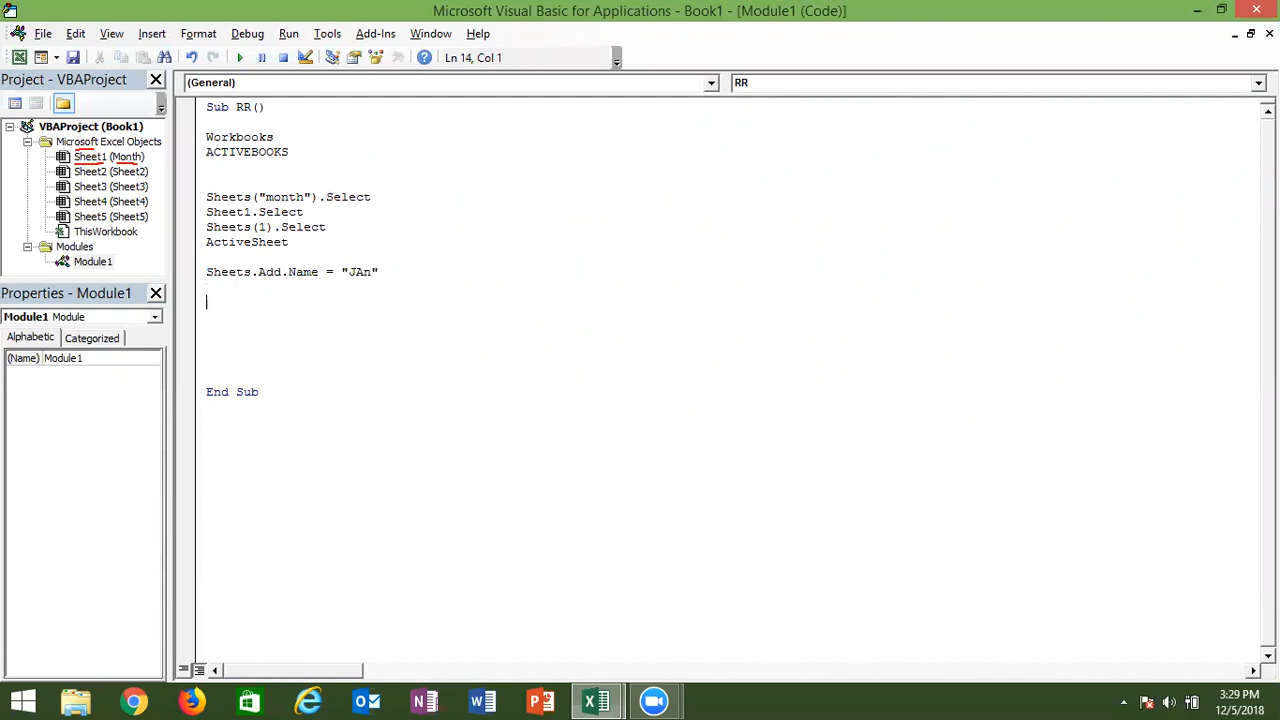 Microsoft Visual Basic for Applications - Book1 - [Module1 (Code)]
File Edit View Insert Format Debug Run Tools Add-Ins Window Help
Ln 14, Col 1
Project - VBAProject
(General)
RR
VBAProject (Book1)
Microsoft Excel Objects
Sheet1 (Month)
Sheet2 (Sheet2)
Sheet3 (Sheet3)
Sheet4 (Sheet4)
Sheet5 (Sheet5)
ThisWorkbook
Modules
Module1
Properties - Module1
Module1 Module
Alphabetic Categorized
(Name) Module1
Sub RR()
Workbooks
ACTIVEBOOKS
Sheets("month").Select
Sheet1.Select
Sheets(1).Select
ActiveSheet
Sheets.Add.Name = "JAn"
End Sub
3:29 PM
12/5/2018